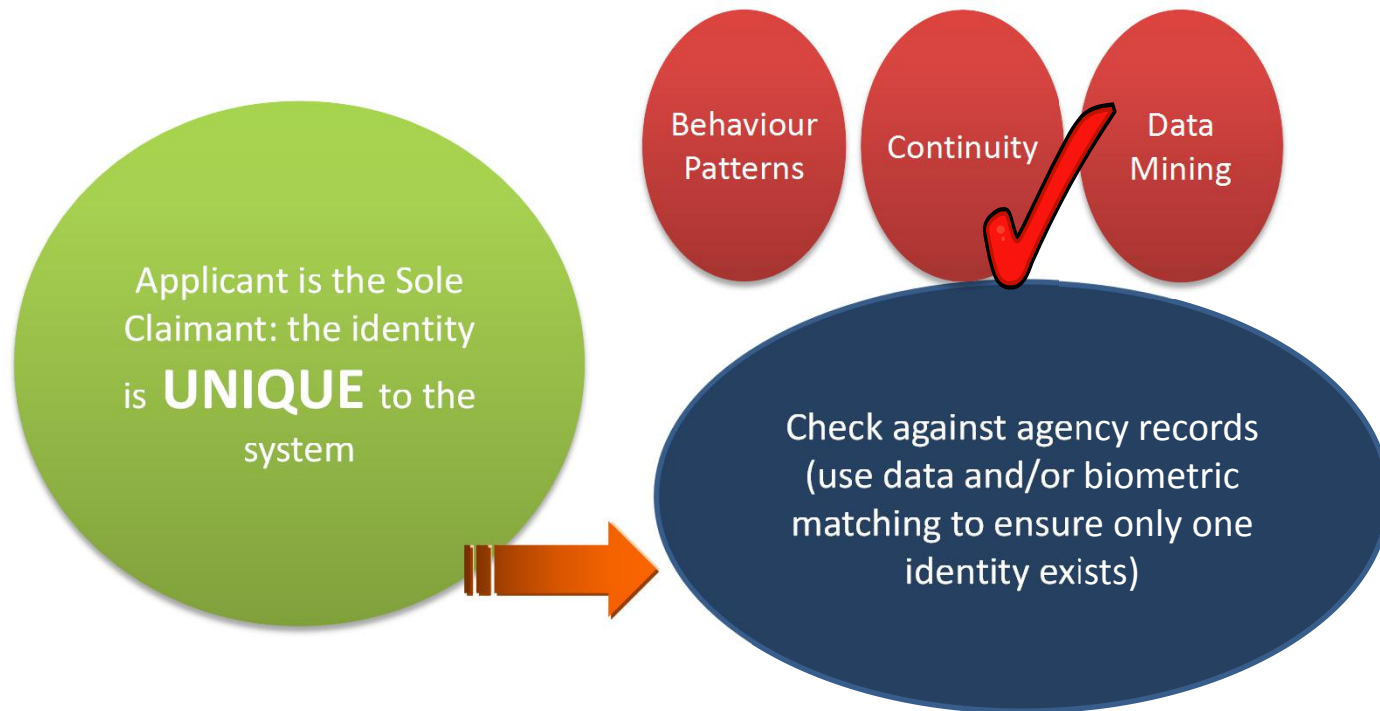 Behaviour
Patterns
Continuity
Data
Mining
Applicant is the Sole
Claimant: the identity
is UNIQUE to the
system
Check against agency records
(use data and/or biometric
matching to ensure only one
identity exists)